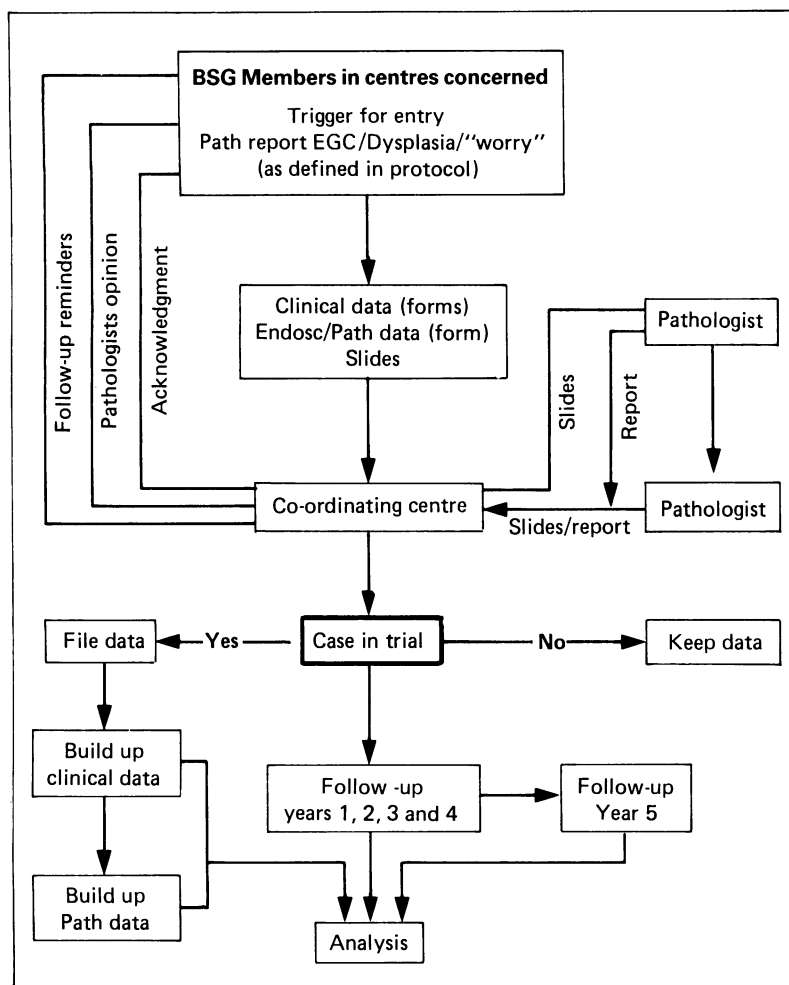 BSG Members in centres concerned
Trigger for entry
Path report EGC/Dysplasia/"worry"
(as defined in protocol)
Follow-up reminders
Pathologists opinion
Acknowledgment
Clinical data (forms)
Endosc/Path data (form)
Slides
Pathologist
Slides
Report
Co-ordinating centre
Slides/report
Pathologist
File data
Yes
Case in trial
No
Keep data
Build up
clinical data
Follow -up
years 1, 2, 3 and 4
Follow-up
Year 5
Build up
Path data
Analysis